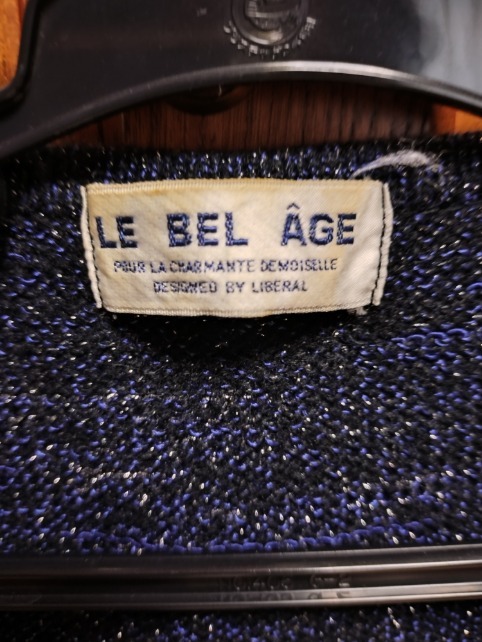 LE BEL ÂGE
POUR LA CHARMANTE DEMOISELLE
DESIGNED BY LIBERAL